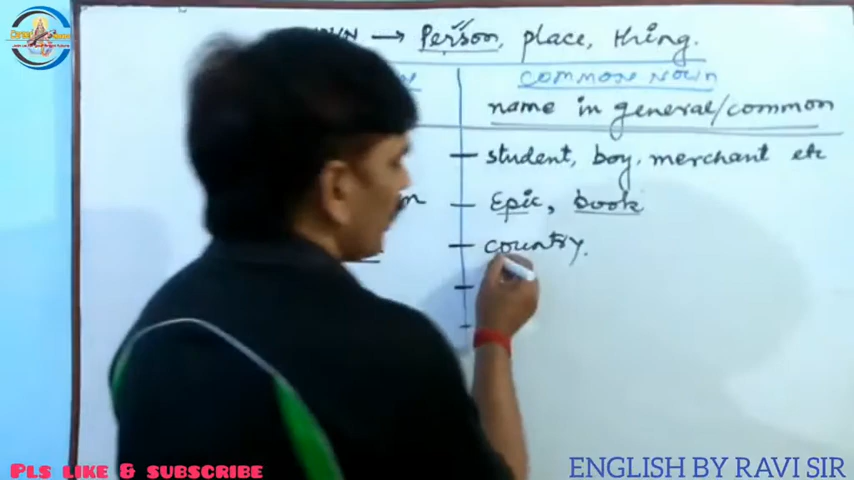 → Person, place, thing.
COMMON NOUN
name in general/common
student, boy, merchant etc
Epic, book
country.
PLS LIKE & SUBSCRIBE
ENGLISH BY RAVI SIR